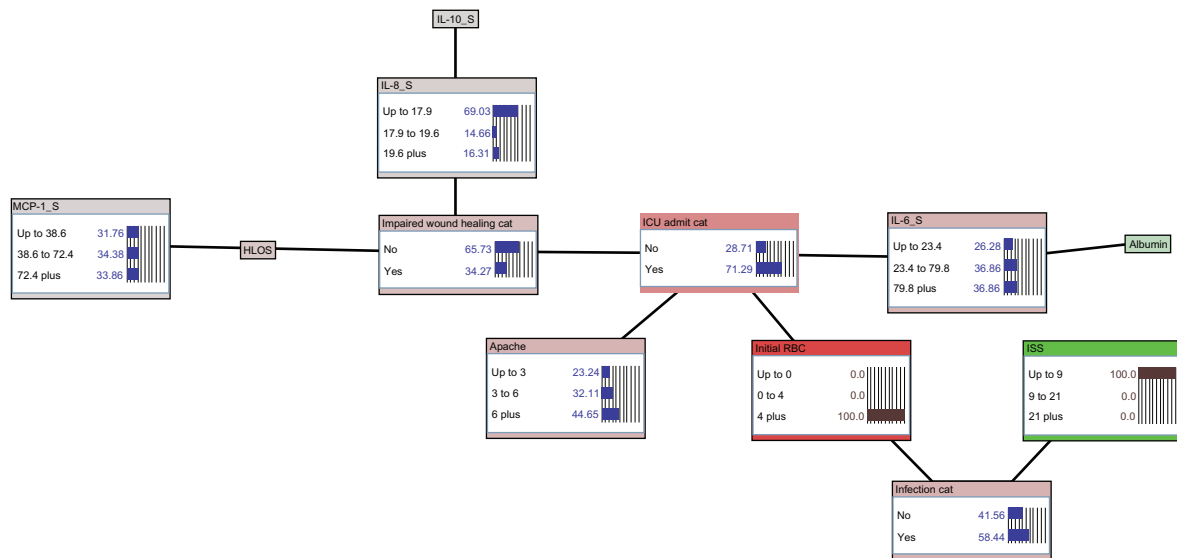 IL-10_S
IL-8_S
Up to 17.9 69.03
17.9 to 19.6 14.66
19.6 plus 16.31
MCP-1_S
Up to 38.6 31.76
38.6 to 72.4 34.38
72.4 plus 33.86
HLOS
Impaired wound healing cat
No 65.73
Yes 34.27
ICU admit cat
No 28.71
Yes 71.29
IL-6_S
Up to 23.4 26.28
23.4 to 79.8 36.86
79.8 plus 36.86
Albumin
Apache
Up to 3 23.24
3 to 6 32.11
6 plus 44.65
Initial RBC
Up to 0 0.0
0 to 4 0.0
4 plus 100.0
ISS
Up to 9 100.0
9 to 21 0.0
21 plus 0.0
Infection cat
No 41.56
Yes 58.44